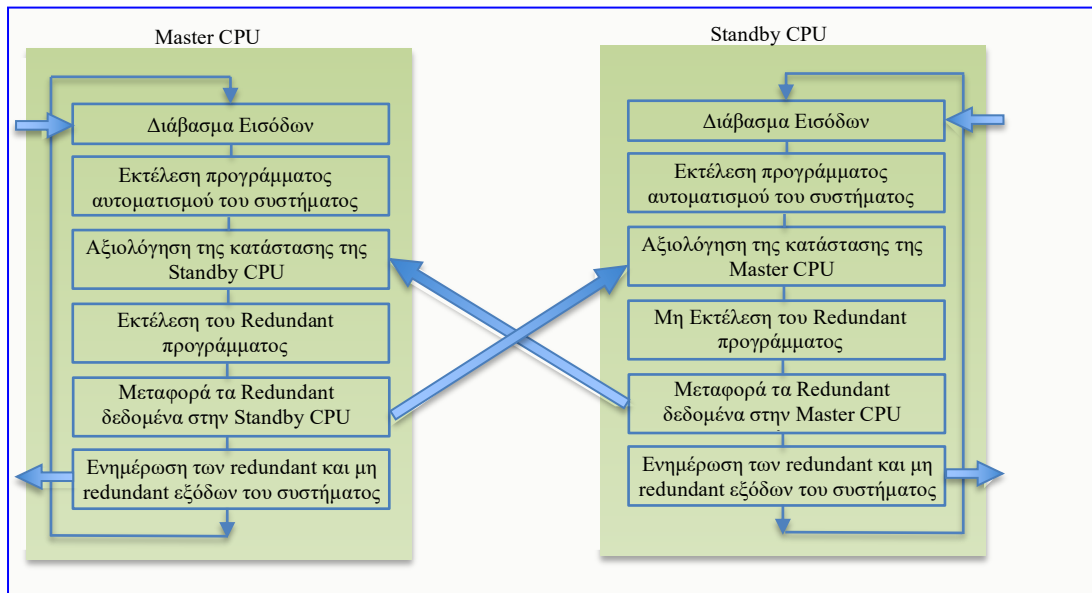 Master CPU
Διάβασμα Εισόδων
Εκτέλεση προγράμματος
αυτοματισμού του συστήματος
Αξιολόγηση της κατάστασης της
Standby CPU
Εκτέλεση του Redundant
προγράμματος
Μεταφορά τα Redundant
δεδομένα στην Standby CPU
Ενημέρωση των redundant και μη
redundant εξόδων του συστήματος
Standby CPU
Διάβασμα Εισόδων
Εκτέλεση προγράμματος
αυτοματισμού του συστήματος
Αξιολόγηση της κατάστασης της
Master CPU
Μη Εκτέλεση του Redundant
προγράμματος
Μεταφορά τα Redundant
δεδομένα στην Master CPU
Ενημέρωση των redundant και μη
redundant εξόδων του συστήματος